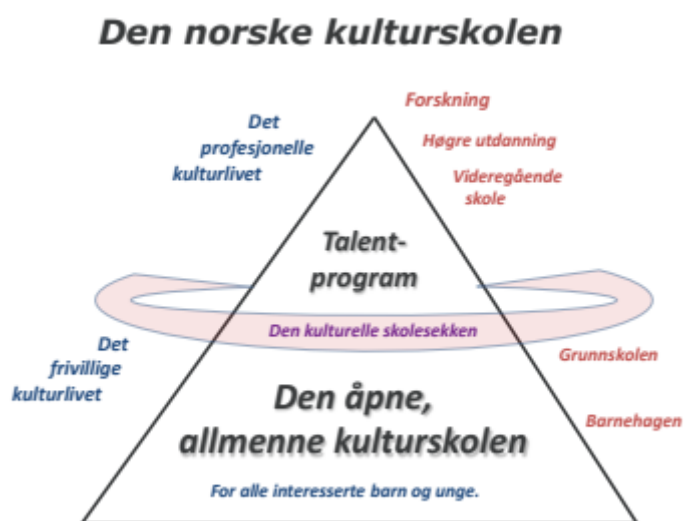 Den norske kulturskolen
Forskning
Det
profesjonelle
kulturlivet
Høgre utdanning
Videregående
skole
Talent-
program
Den kulturelle skolesekken
Det
frivillige
kulturlivet
Grunnskolen
Den åpne,
allmenne kulturskolen
Barnehagen
For alle interesserte barn og unge.